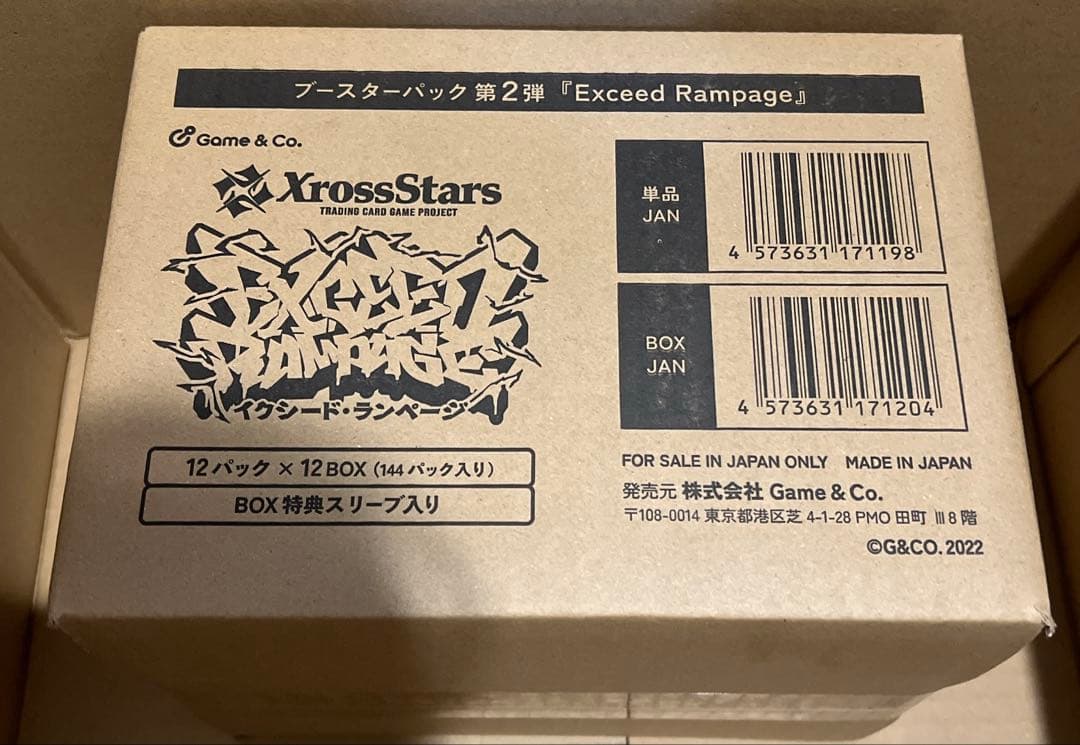 ブースターパック 第2弾『Exceed Rampage』
Game & Co.
XrossStars
TRADING CARD GAME PROJECT
EXCEED
RAMPAGE
イクシード・ランページ
12パック × 12BOX（144パック入り）
BOX特典スリーブ入り
単品
JAN
4 573631 171198
BOX
JAN
4 573631 171204
FOR SALE IN JAPAN ONLY MADE IN JAPAN
発売元 株式会社 Game & Co.
〒108-0014 東京都港区芝 4-1-28 PMO 田町 Ⅲ 8 階
©G&CO. 2022